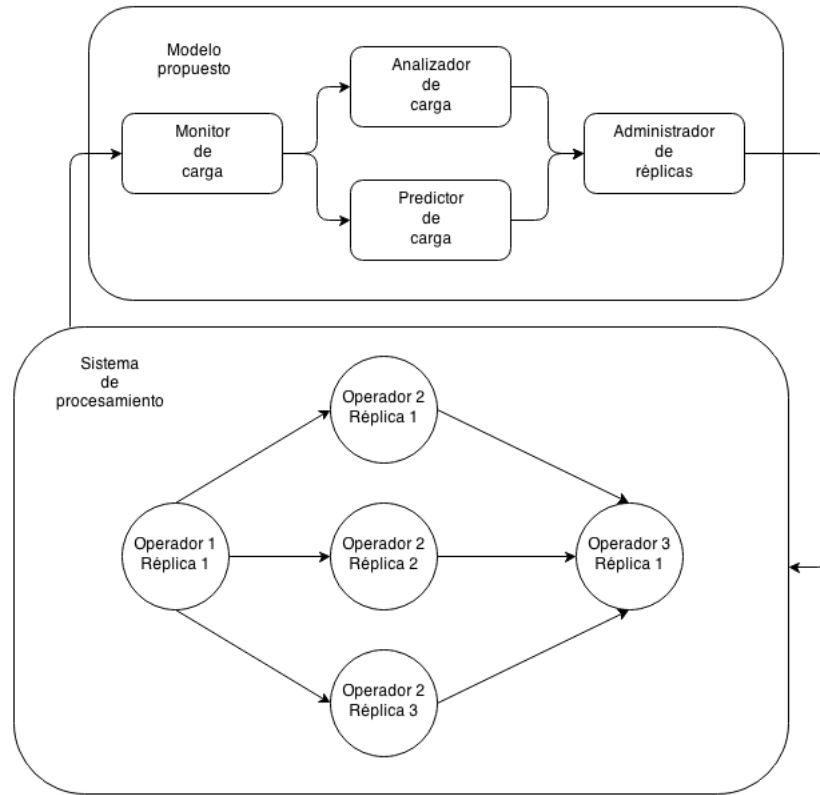 Modelo
propuesto
Monitor
de
carga
Analizador
de
carga
Predictor
de
carga
Administrador
de
réplicas
Sistema
de
procesamiento
Operador 1
Réplica 1
Operador 2
Réplica 1
Operador 2
Réplica 2
Operador 2
Réplica 3
Operador 3
Réplica 1